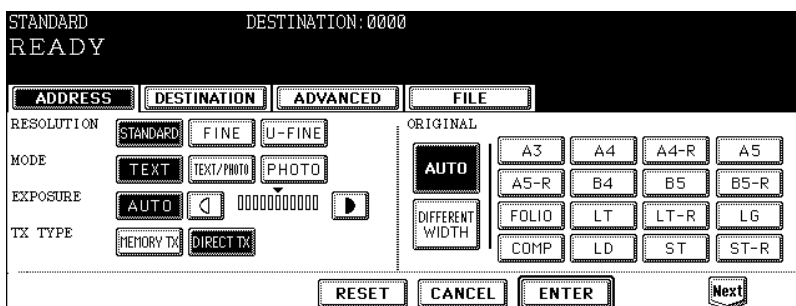 STANDARD DESTINATION:0000
READY
ADDRESS DESTINATION ADVANCED FILE
RESOLUTION STANDARD FINE U-FINE
MODE TEXT TEXT/PHOTO PHOTO
EXPOSURE AUTO
TX TYPE MEMORY TX DIRECT TX
ORIGINAL
AUTO
DIFFERENT
WIDTH
A3 A4 A4-R A5
A5-R B4 B5 B5-R
FOLIO LT LT-R LG
COMP LD ST ST-R
RESET CANCEL ENTER Next